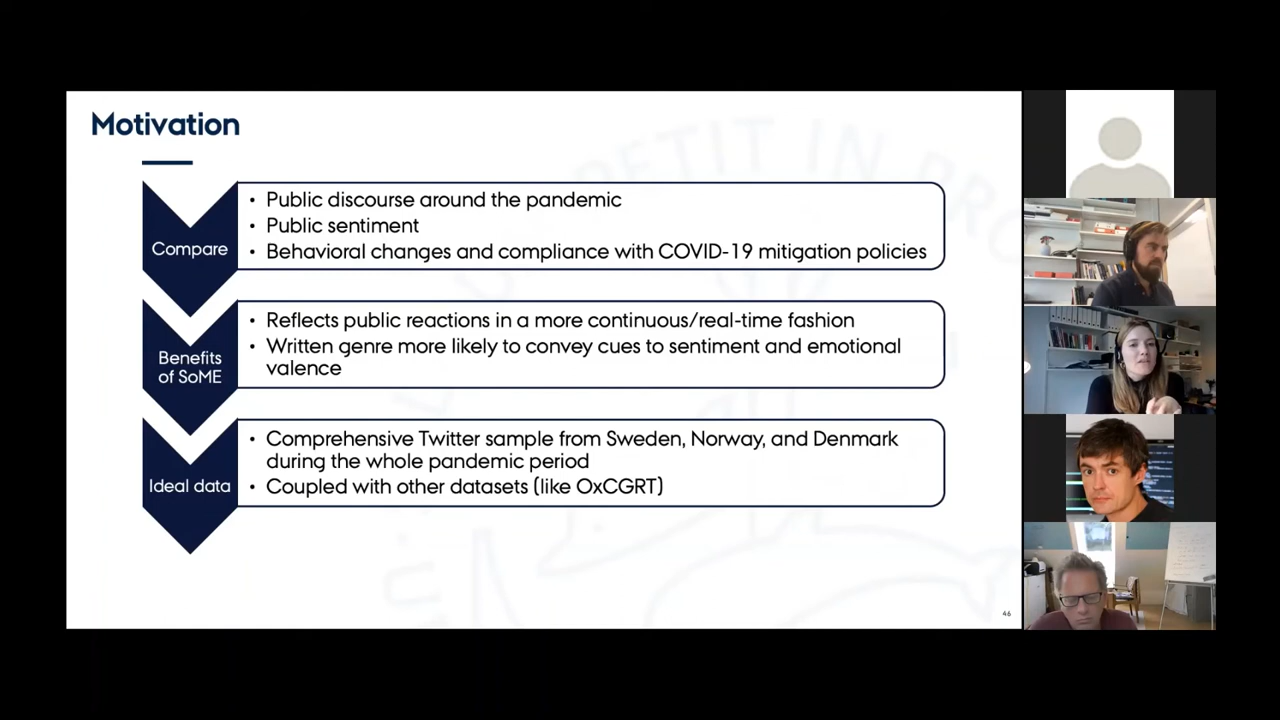 Motivation
Compare
• Public discourse around the pandemic
• Public sentiment
• Behavioral changes and compliance with COVID-19 mitigation policies
Benefits
of SoME
• Reflects public reactions in a more continuous/real-time fashion
• Written genre more likely to convey cues to sentiment and emotional
valence
Ideal data
• Comprehensive Twitter sample from Sweden, Norway, and Denmark
during the whole pandemic period
• Coupled with other datasets (like OxCGRT)
46